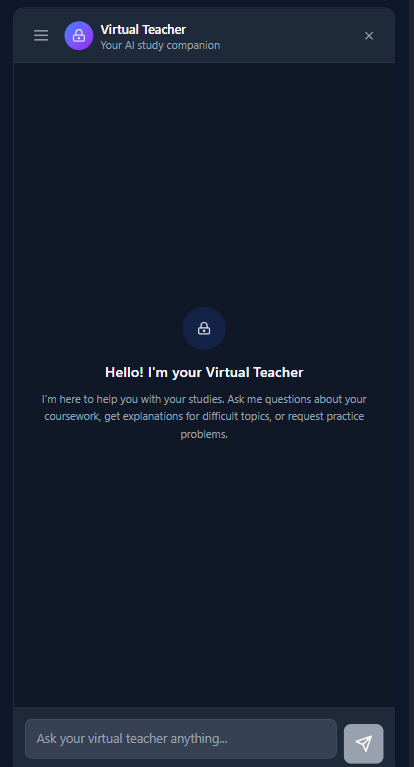 Virtual Teacher
Your AI study companion
Hello! I'm your Virtual Teacher
I'm here to help you with your studies. Ask me questions about your
coursework, get explanations for difficult topics, or request practice
problems.
Ask your virtual teacher anything...